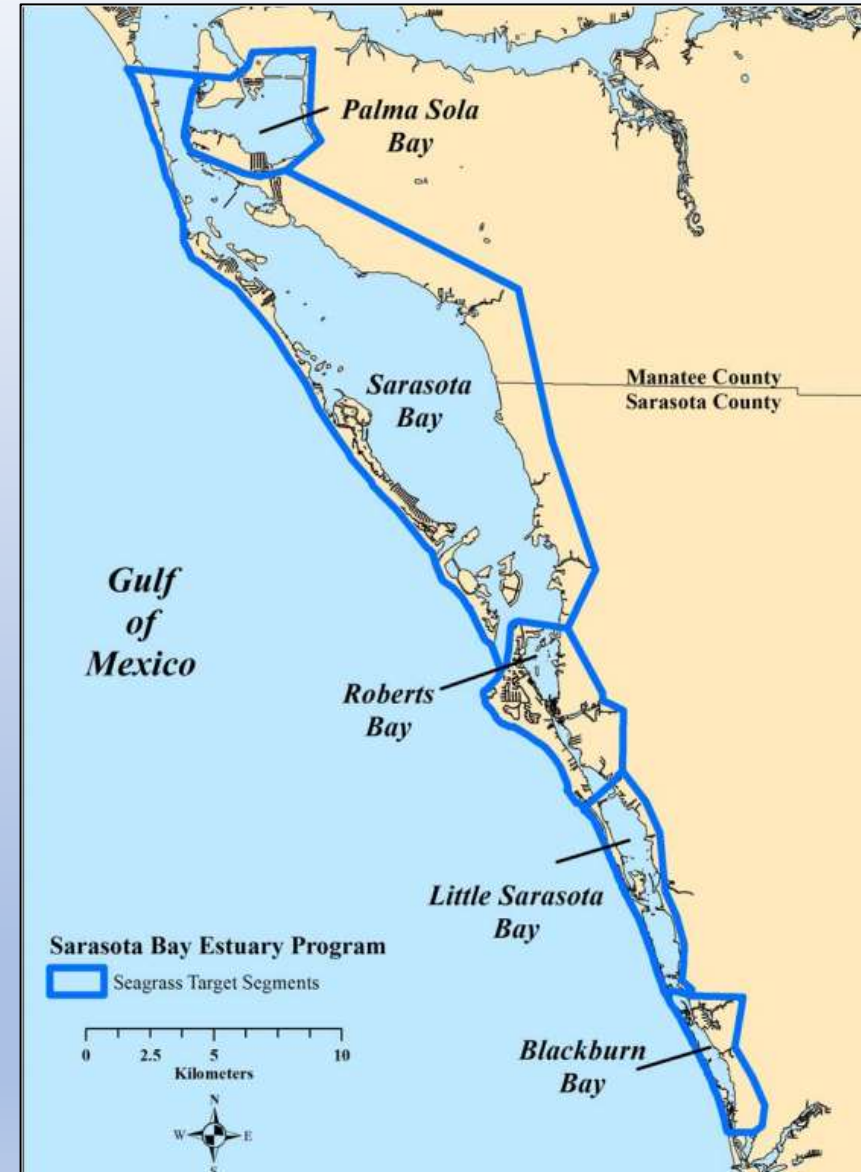 Palma Sola
Bay
Manatee County
Sarasota County
Sarasota
Bay
Gulf
of
Mexico
Roberts
Bay
Little Sarasota
Bay
Sarasota Bay Estuary Program
Seagrass Target Segments
0 2.5 5 10
Kilometers
Blackburn
Bay
N
W E
S